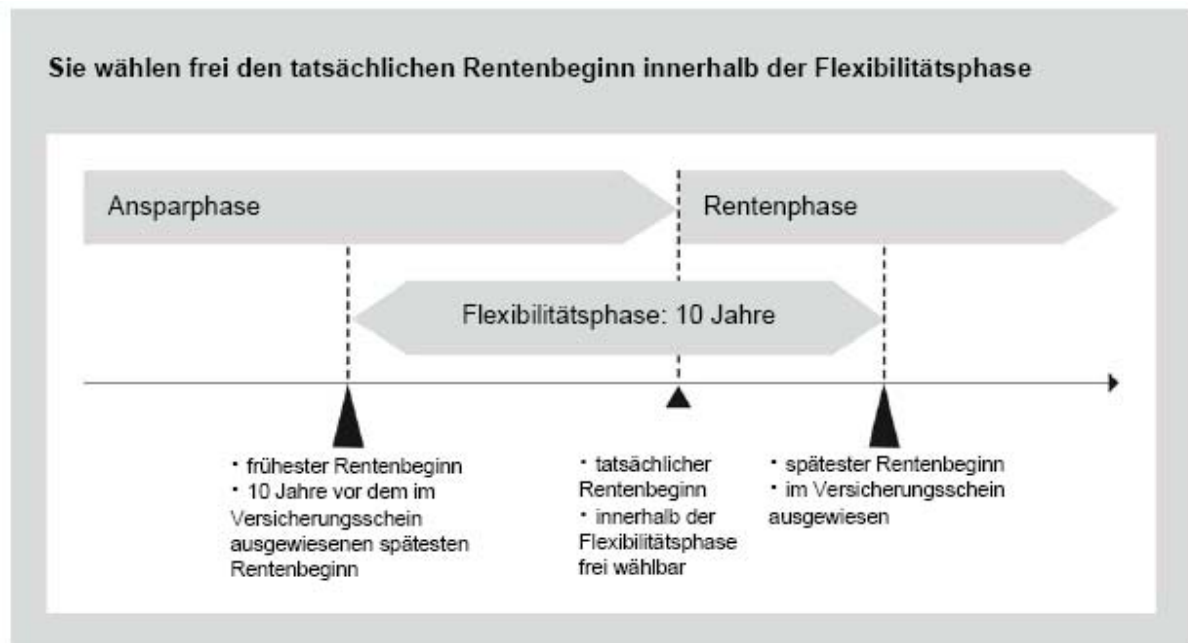 Sie wählen frei den tatsächlichen Rentenbeginn innerhalb der Flexibilitätsphase
Ansparphase
Rentenphase
Flexibilitätsphase: 10 Jahre
· frühester Rentenbeginn
· 10 Jahre vor dem im
Versicherungsschein
ausgewiesenen spätesten
Rentenbeginn
· tatsächlicher
Rentenbeginn
· innerhalb der
Flexibilitätsphase
frei wählbar
· spätester Rentenbeginn
· im Versicherungsschein
ausgewiesen